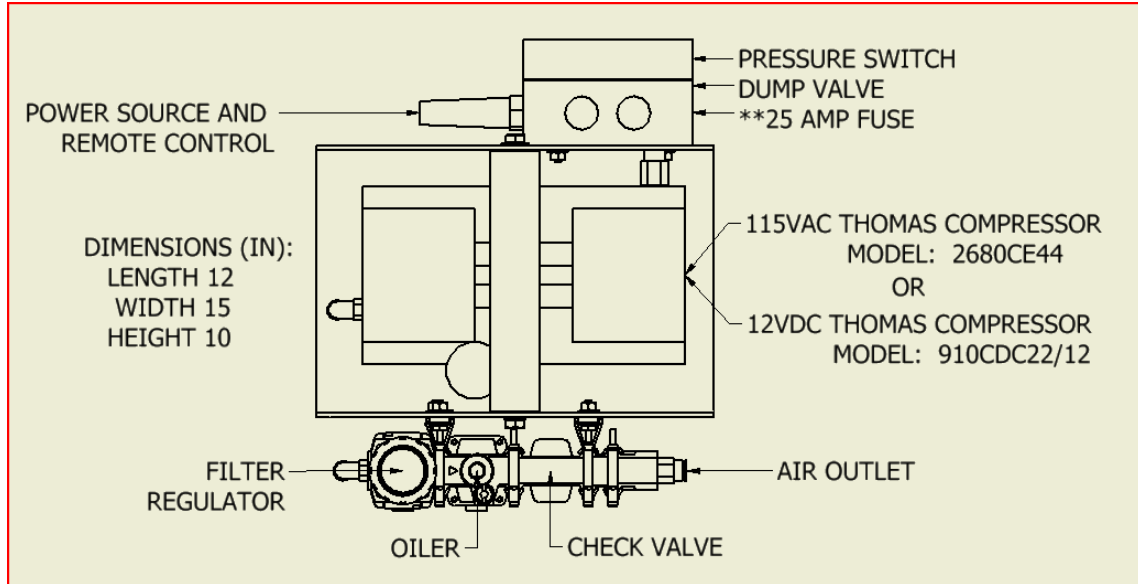 PRESSURE SWITCH
DUMP VALVE
**25 AMP FUSE
POWER SOURCE AND
REMOTE CONTROL
115VAC THOMAS COMPRESSOR
MODEL: 2680CE44
OR
12VDC THOMAS COMPRESSOR
MODEL: 910CDC22/12
DIMENSIONS (IN):
LENGTH 12
WIDTH 15
HEIGHT 10
FILTER
REGULATOR
AIR OUTLET
OILER
CHECK VALVE